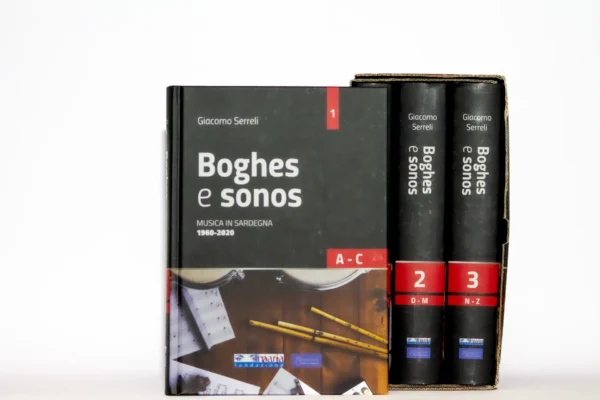 1
Giacomo Serreli
Boghes
e sonos
MUSICA IN SARDEGNA
1960-2020
A - C
Giacomo
Serreli
Boghes
e sonos
2
D - M
Giacomo
Serreli
Boghes
e sonos
3
N - Z